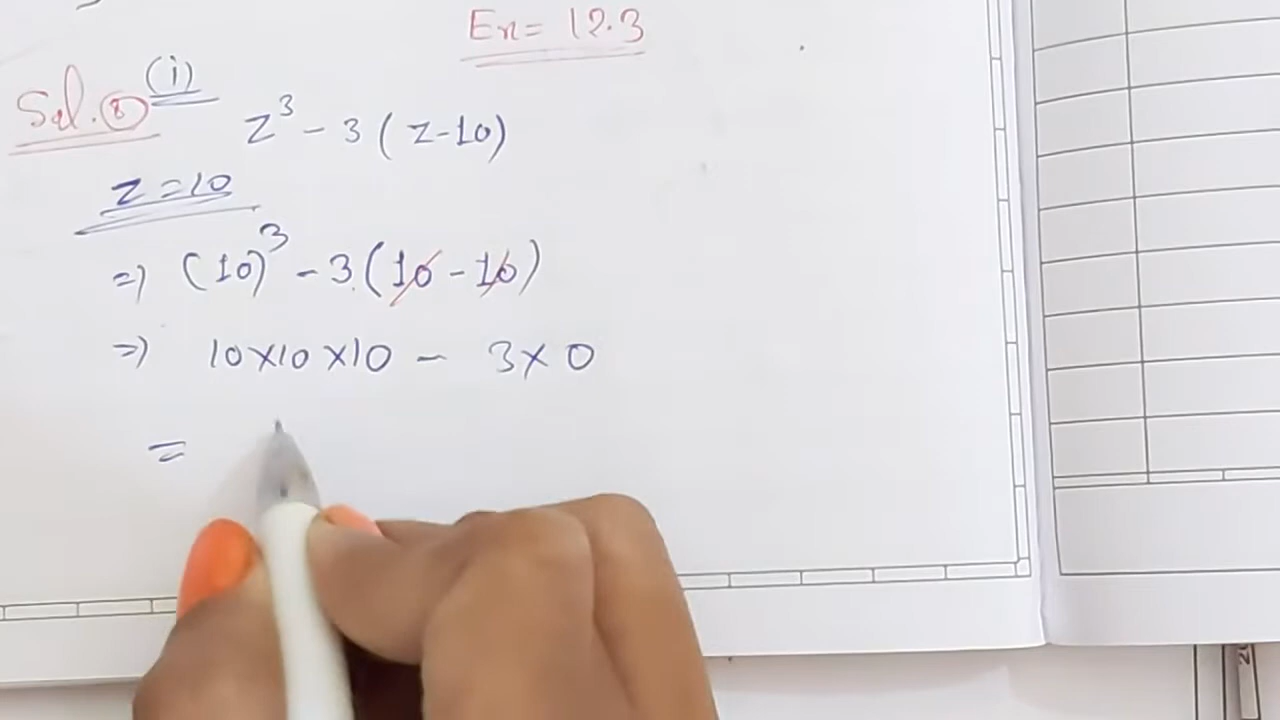 Ex = 12.3
Sol. 8 (i)
z³ - 3 ( z-10)
z = 10
=) (10)³ - 3 (10 - 10)
=) 10×10×10 - 3× 0
=